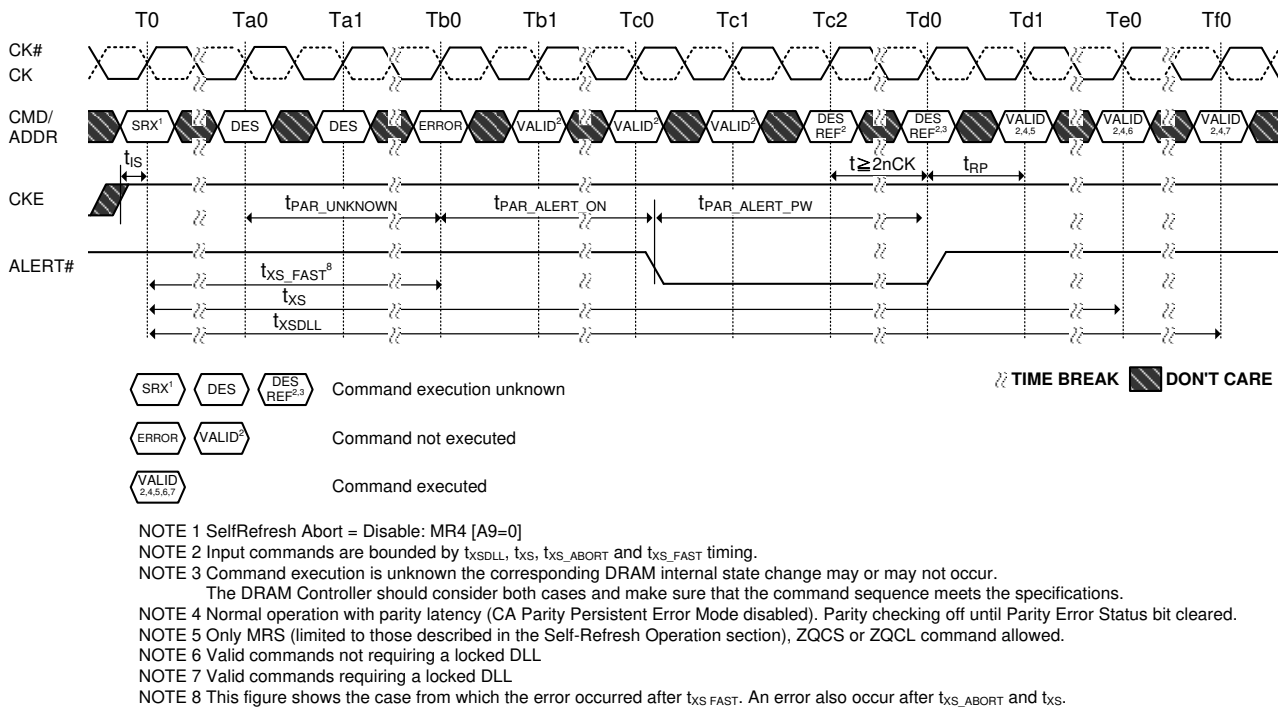 T0 Ta0 Ta1 Tb0 Tb1 Tc0 Tc1 Tc2 Td0 Td1 Te0 Tf0
CK#
CK
CMD/
ADDR
SRX1 DES DES ERROR VALID2 VALID2 VALID2 DES REF2 DES REF2,3 VALID 2,4,5 VALID 2,4,6 VALID 2,4,7
tIS t≧2nCK tRP
CKE
tPAR_UNKNOWN tPAR_ALERT_ON tPAR_ALERT_PW
ALERT#
tXS_FAST8
tXS
tXSDLL
SRX1 DES DES REF2,3 Command execution unknown
TIME BREAK DON'T CARE
ERROR VALID2 Command not executed
VALID 2,4,5,6,7 Command executed
NOTE 1 SelfRefresh Abort = Disable: MR4 [A9=0]
NOTE 2 Input commands are bounded by tXSDLL, tXS, tXS_ABORT and tXS_FAST timing.
NOTE 3 Command execution is unknown the corresponding DRAM internal state change may or may not occur.
The DRAM Controller should consider both cases and make sure that the command sequence meets the specifications.
NOTE 4 Normal operation with parity latency (CA Parity Persistent Error Mode disabled). Parity checking off until Parity Error Status bit cleared.
NOTE 5 Only MRS (limited to those described in the Self-Refresh Operation section), ZQCS or ZQCL command allowed.
NOTE 6 Valid commands not requiring a locked DLL
NOTE 7 Valid commands requiring a locked DLL
NOTE 8 This figure shows the case from which the error occurred after tXS FAST. An error also occur after tXS_ABORT and tXS.